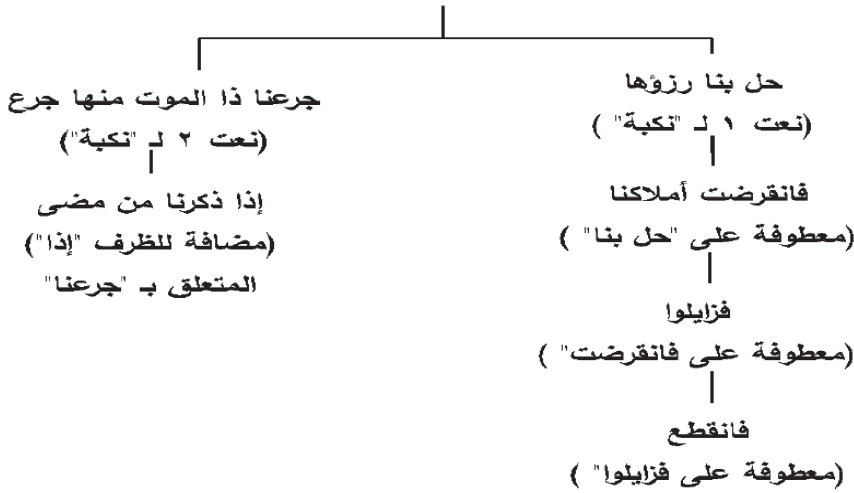 حل بنا رزؤها
(نعت ١ لـ "نكبة" )
فانقرضت أملاكنا
(معطوفة على "حل بنا" )
فزايلوا
(معطوفة على فانقرضت" )
فانقطع
(معطوفة على فزايلوا" )
جرعنا ذا الموت منها جرع
(نعت ٢ لـ "نكبة")
إذا ذكرنا من مضى
(مضافة للظرف "إذا")
المتعلق بـ "جرعنا"